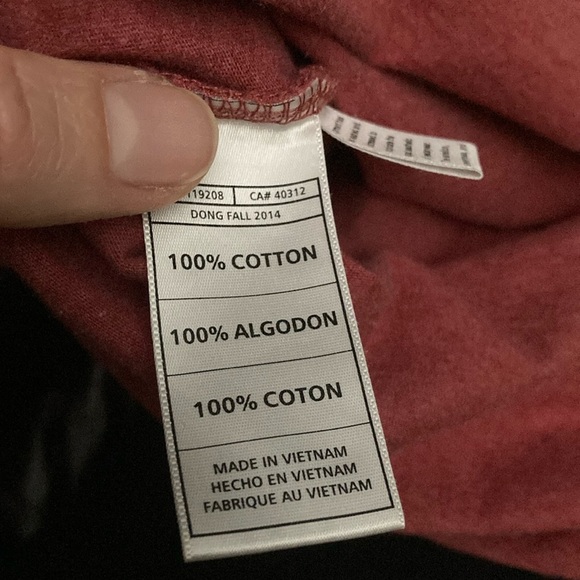 19208 CA# 40312
DONG FALL 2014
100% COTTON
100% ALGODON
100% COTON
MADE IN VIETNAM
HECHO EN VIETNAM
FABRIQUE AU VIETNAM